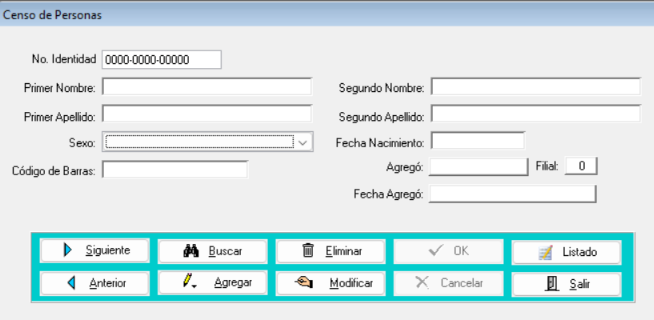 Censo de Personas
No. Identidad 0000-0000-00000
Primer Nombre: Segundo Nombre:
Primer Apellido: Segundo Apellido:
Sexo: Fecha Nacimiento:
Código de Barras: Agregó: Filial: 0
Fecha Agregó:
Siguiente Buscar Eliminar OK Listado
Anterior Agregar Modificar Cancelar Salir